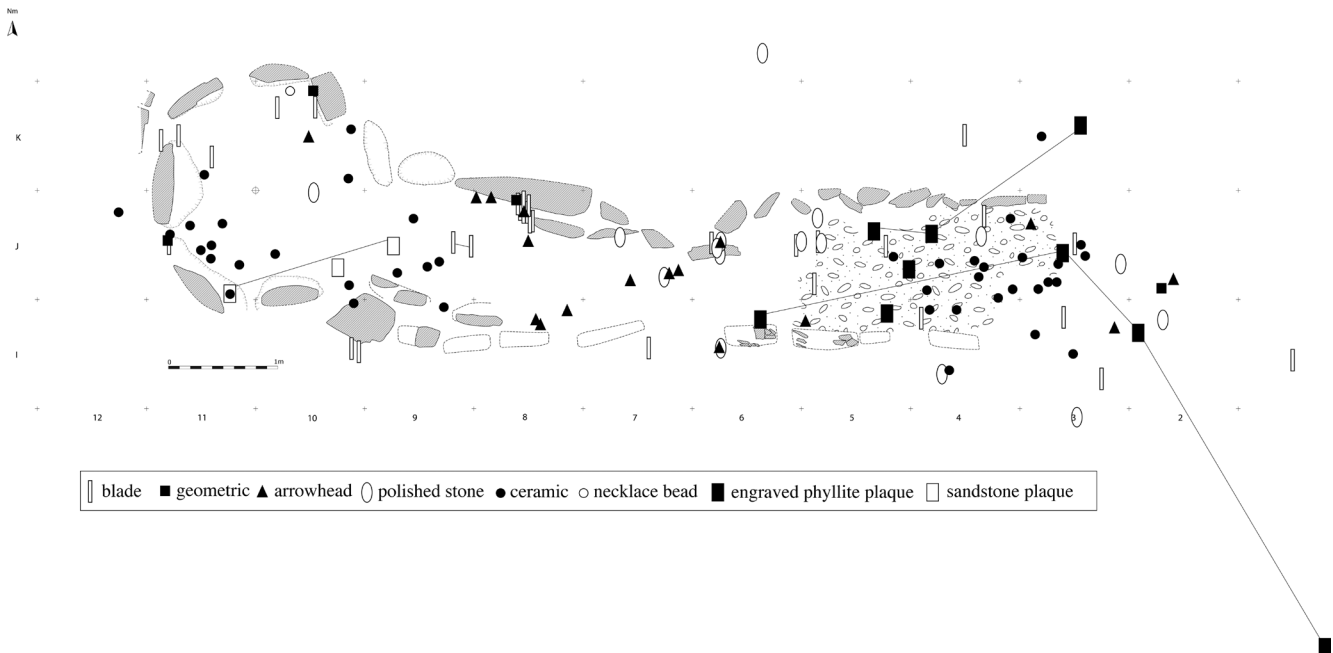 Nm
K
J
I
0 1m
12 11 10 9 8 7 6 5 4 3 2
blade geometric arrowhead polished stone ceramic necklace bead engraved phyllite plaque sandstone plaque